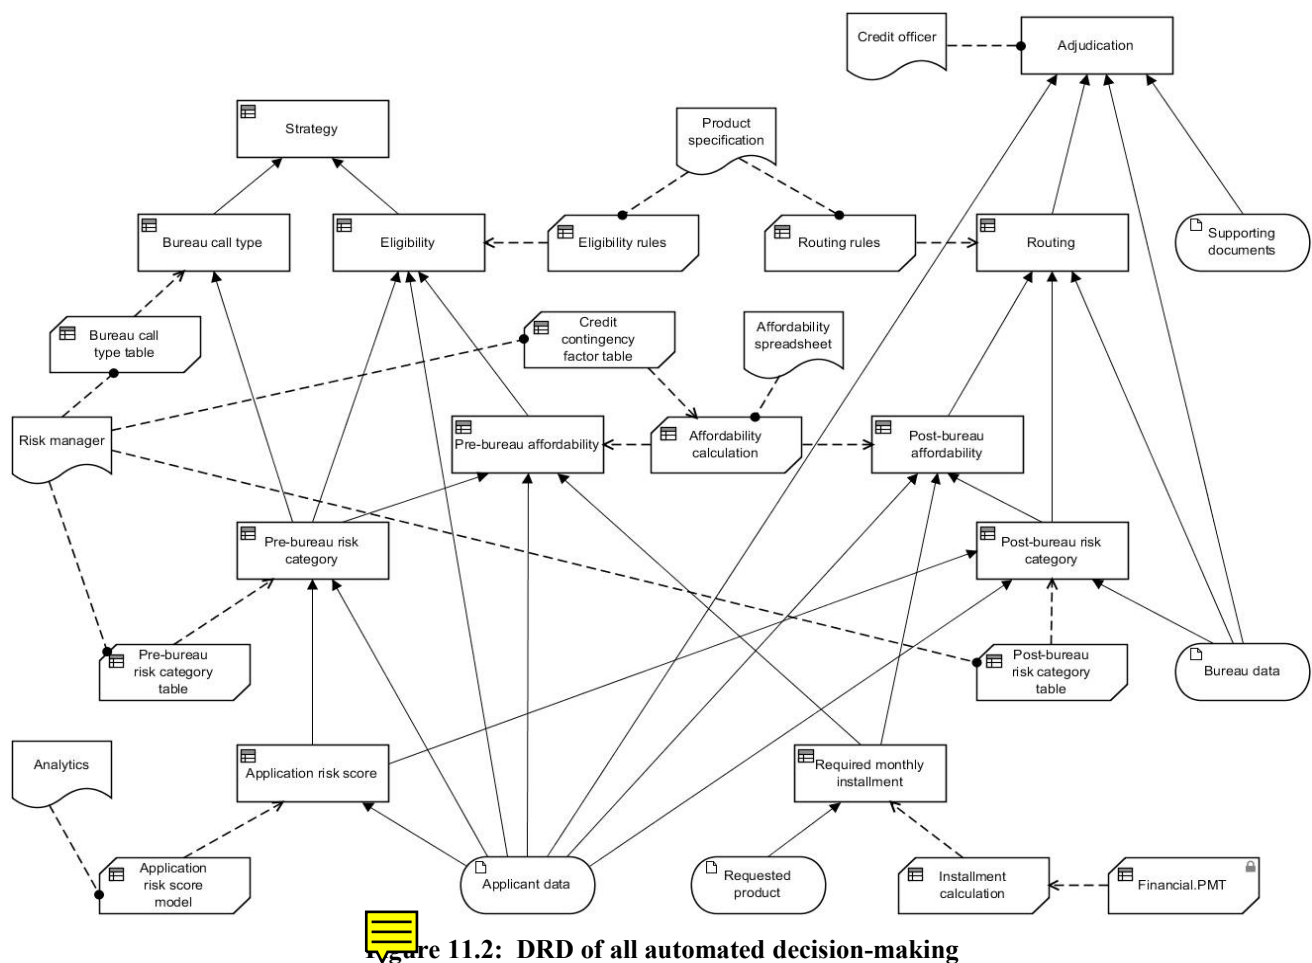 Credit officer
Adjudication
Strategy
Product
specification
Bureau call type
Eligibility
Eligibility rules
Routing rules
Routing
Supporting
documents
Bureau call
type table
Credit
contingency
factor table
Affordability
spreadsheet
Risk manager
Pre-bureau affordability
Affordability
calculation
Post-bureau
affordability
Pre-bureau risk
category
Post-bureau risk
category
Pre-bureau
risk category
table
Post-bureau
risk category
table
Bureau data
Analytics
Application risk score
Required monthly
installment
Application
risk score
model
Applicant data
Requested
product
Installment
calculation
Financial.PMT
11.2: DRD of all automated decision-making